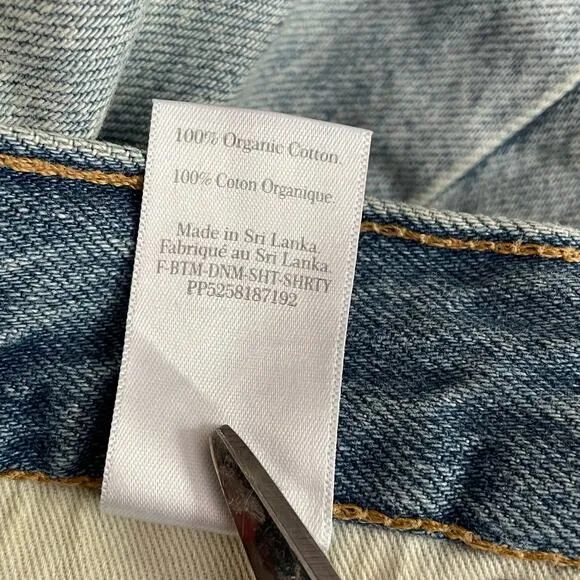 100% Organic Cotton.
100% Coton Organique.
Made in Sri Lanka.
Fabriqué au Sri Lanka.
F-BTM-DNM-SHT-SHRTY
PP5258187192